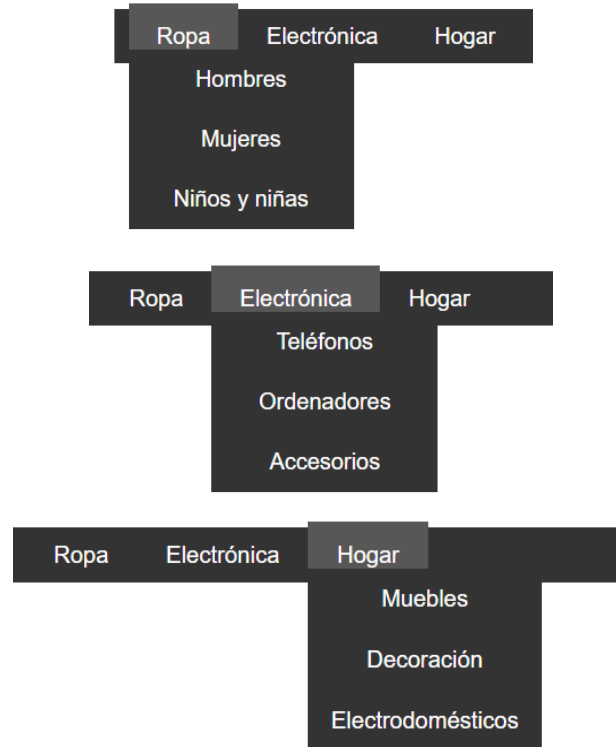 Ropa Electrónica Hogar
Hombres
Mujeres
Niños y niñas
Ropa Electrónica Hogar
Teléfonos
Ordenadores
Accesorios
Ropa Electrónica Hogar
Muebles
Decoración
Electrodomésticos